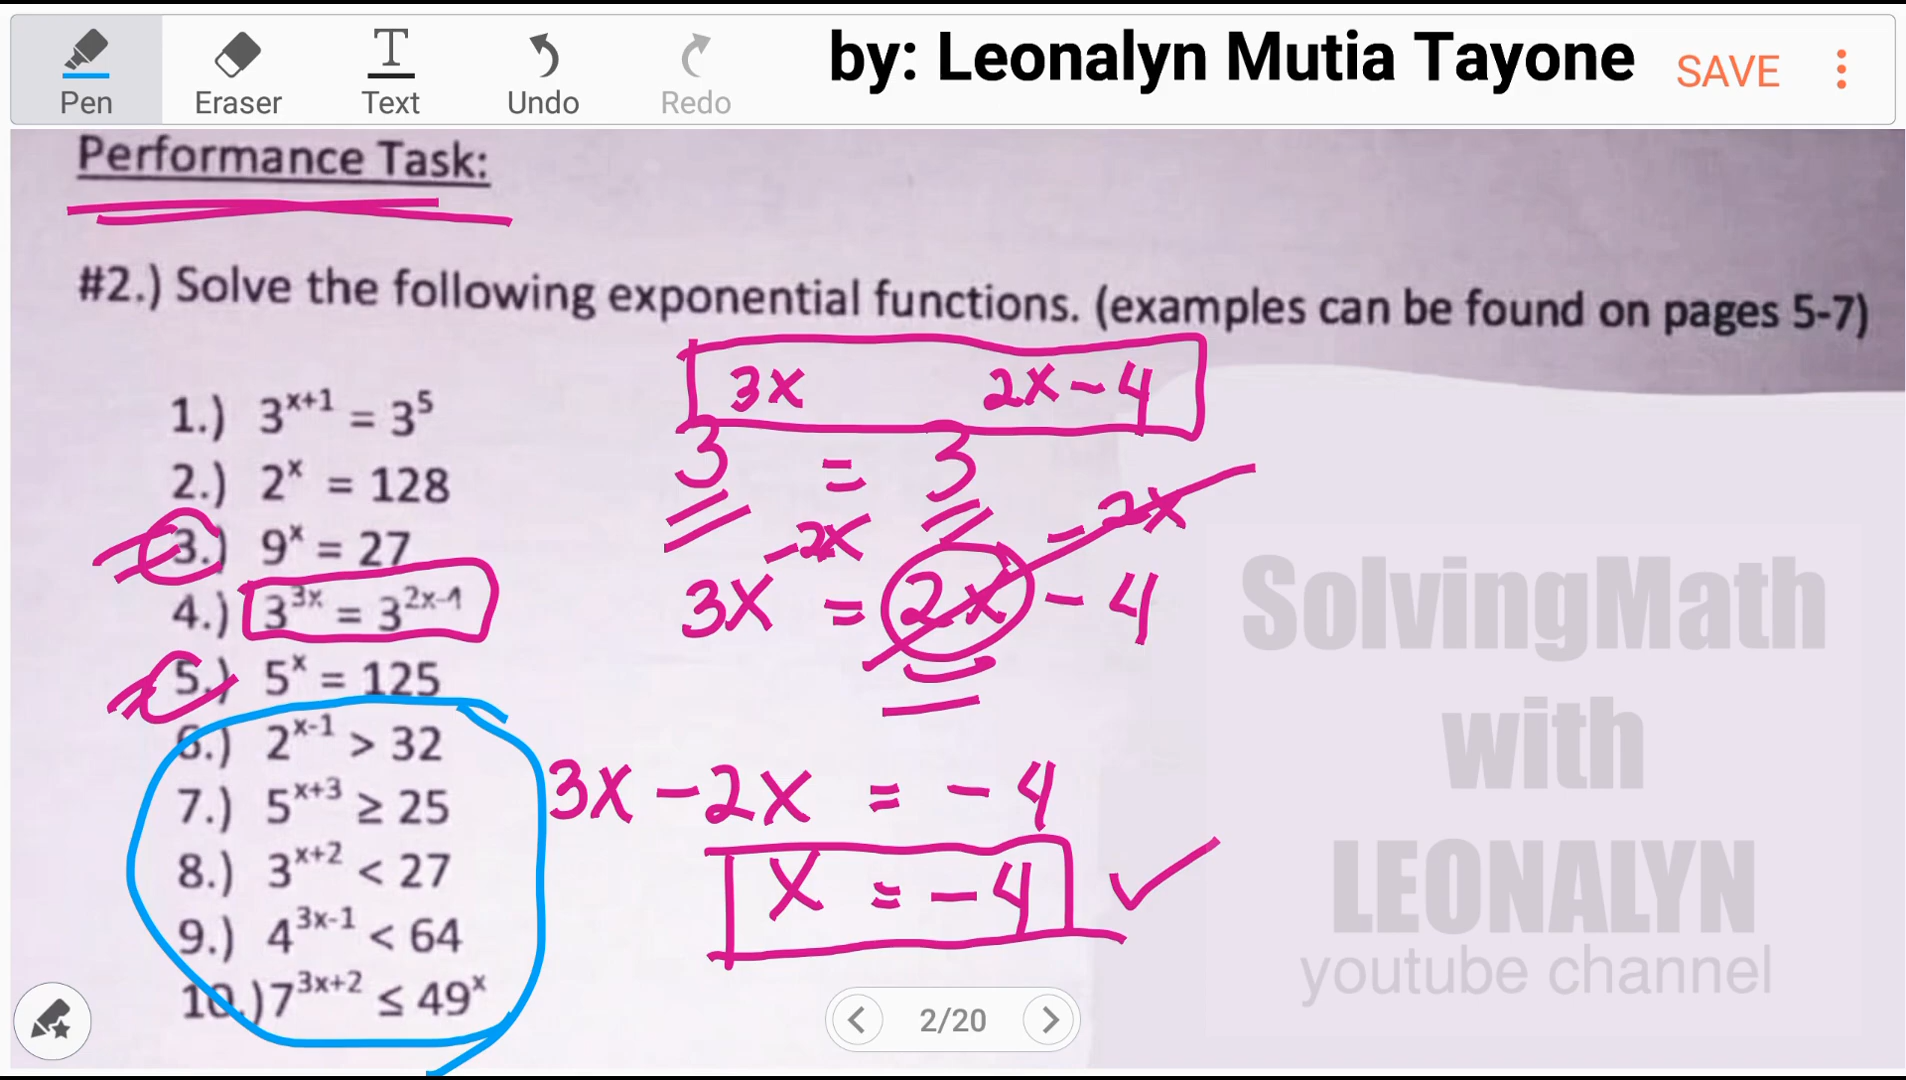 Pen
Eraser
Text
Undo
Redo
by: Leonalyn Mutia Tayone
SAVE
Performance Task:
#2.) Solve the following exponential functions. (examples can be found on pages 5-7)
1.) 3^{x+1} = 3^5
2.) 2^x = 128
3.) 9^x = 27
4.) 3^{3x} = 3^{2x-4}
5.) 5^x = 125
6.) 2^{x-1} > 32
7.) 5^{x+3} ≥ 25
8.) 3^{x+2} < 27
9.) 4^{3x-1} < 64
10.) 7^{3x+2} ≤ 49^x
3x 2x-4
3 = 3
-2x -2x
3x = 2x - 4
3x - 2x = - 4
x = - 4
SolvingMath
with
LEONALYN
youtube channel
2/20